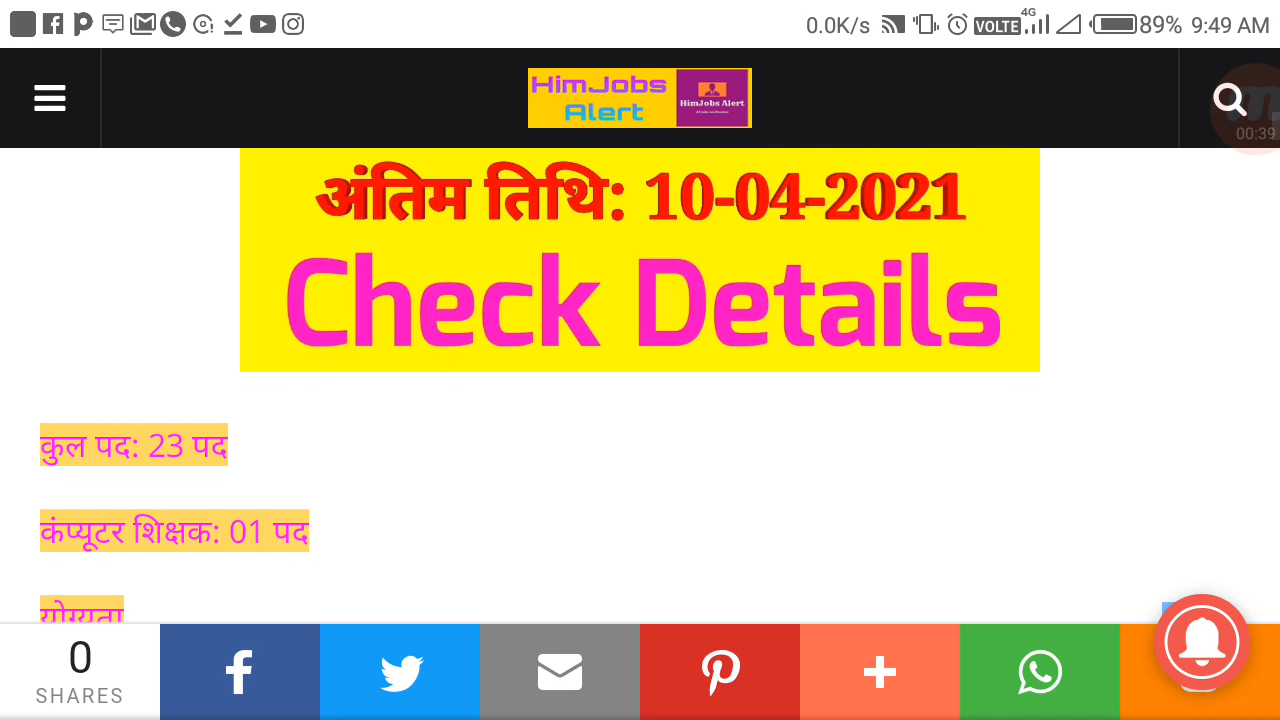 0.0K/s 4G VOLTE 89% 9:49 AM
HimJobs
Alert
HimJobs Alert
00:39
अंतिम तिथि: 10-04-2021
Check Details
कुल पद: 23 पद
कंप्यूटर शिक्षक: 01 पद
योग्यता
0
SHARES